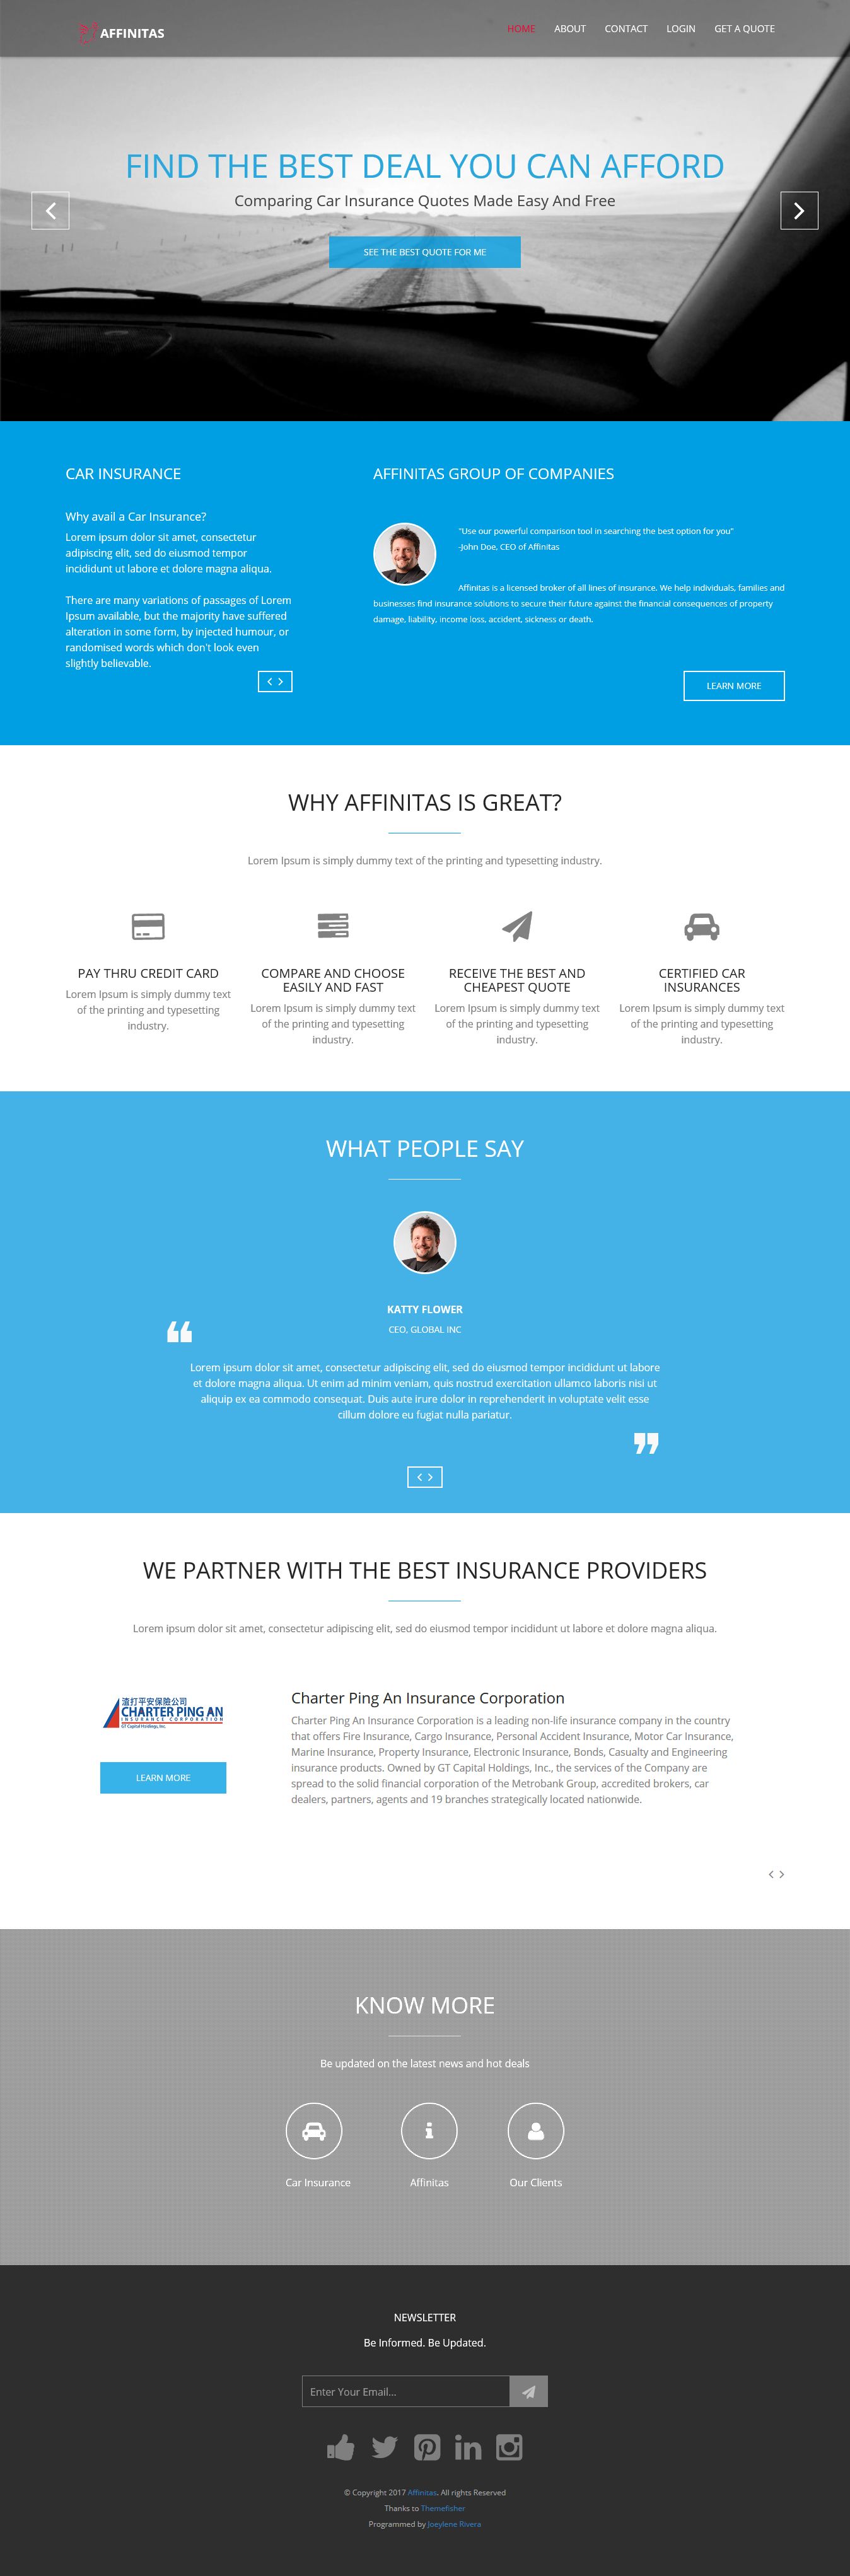 AFFINITAS
HOME ABOUT CONTACT LOGIN GET A QUOTE
FIND THE BEST DEAL YOU CAN AFFORD
Comparing Car Insurance Quotes Made Easy And Free
SEE THE BEST QUOTE FOR ME
CAR INSURANCE
Why avail a Car Insurance?
Lorem ipsum dolor sit amet, consectetur
adipiscing elit, sed do eiusmod tempor
incididunt ut labore et dolore magna aliqua.
There are many variations of passages of Lorem
Ipsum available, but the majority have suffered
alteration in some form, by injected humour, or
randomised words which don't look even
slightly believable.
AFFINITAS GROUP OF COMPANIES
"Use our powerful comparison tool in searching the best option for you"
-John Doe, CEO of Affinitas
Affinitas is a licensed broker of all lines of insurance. We help individuals, families and
businesses find insurance solutions to secure their future against the financial consequences of property
damage, liability, income loss, accident, sickness or death.
LEARN MORE
WHY AFFINITAS IS GREAT?
Lorem Ipsum is simply dummy text of the printing and typesetting industry.
PAY THRU CREDIT CARD
Lorem Ipsum is simply dummy text
of the printing and typesetting
industry.
COMPARE AND CHOOSE
EASILY AND FAST
Lorem Ipsum is simply dummy text
of the printing and typesetting
industry.
RECEIVE THE BEST AND
CHEAPEST QUOTE
Lorem Ipsum is simply dummy text
of the printing and typesetting
industry.
CERTIFIED CAR
INSURANCES
Lorem Ipsum is simply dummy text
of the printing and typesetting
industry.
WHAT PEOPLE SAY
KATTY FLOWER
CEO, GLOBAL INC
Lorem ipsum dolor sit amet, consectetur adipiscing elit, sed do eiusmod tempor incididunt ut labore
et dolore magna aliqua. Ut enim ad minim veniam, quis nostrud exercitation ullamco laboris nisi ut
aliquip ex ea commodo consequat. Duis aute irure dolor in reprehenderit in voluptate velit esse
cillum dolore eu fugiat nulla pariatur.
WE PARTNER WITH THE BEST INSURANCE PROVIDERS
Lorem ipsum dolor sit amet, consectetur adipiscing elit, sed do eiusmod tempor incididunt ut labore et dolore magna aliqua.
渣打平安保險公司
CHARTER PING AN
INSURANCE CORPORATION
GT Capital Holdings, Inc.
LEARN MORE
Charter Ping An Insurance Corporation
Charter Ping An Insurance Corporation is a leading non-life insurance company in the country
that offers Fire Insurance, Cargo Insurance, Personal Accident Insurance, Motor Car Insurance,
Marine Insurance, Property Insurance, Electronic Insurance, Bonds, Casualty and Engineering
insurance products. Owned by GT Capital Holdings, Inc., the services of the Company are
spread to the solid financial corporation of the Metrobank Group, accredited brokers, car
dealers, partners, agents and 19 branches strategically located nationwide.
KNOW MORE
Be updated on the latest news and hot deals
Car Insurance
Affinitas
Our Clients
NEWSLETTER
Be Informed. Be Updated.
Enter Your Email...
© Copyright 2017 Affinitas. All rights Reserved
Thanks to Themefisher
Programmed by Joeylene Rivera